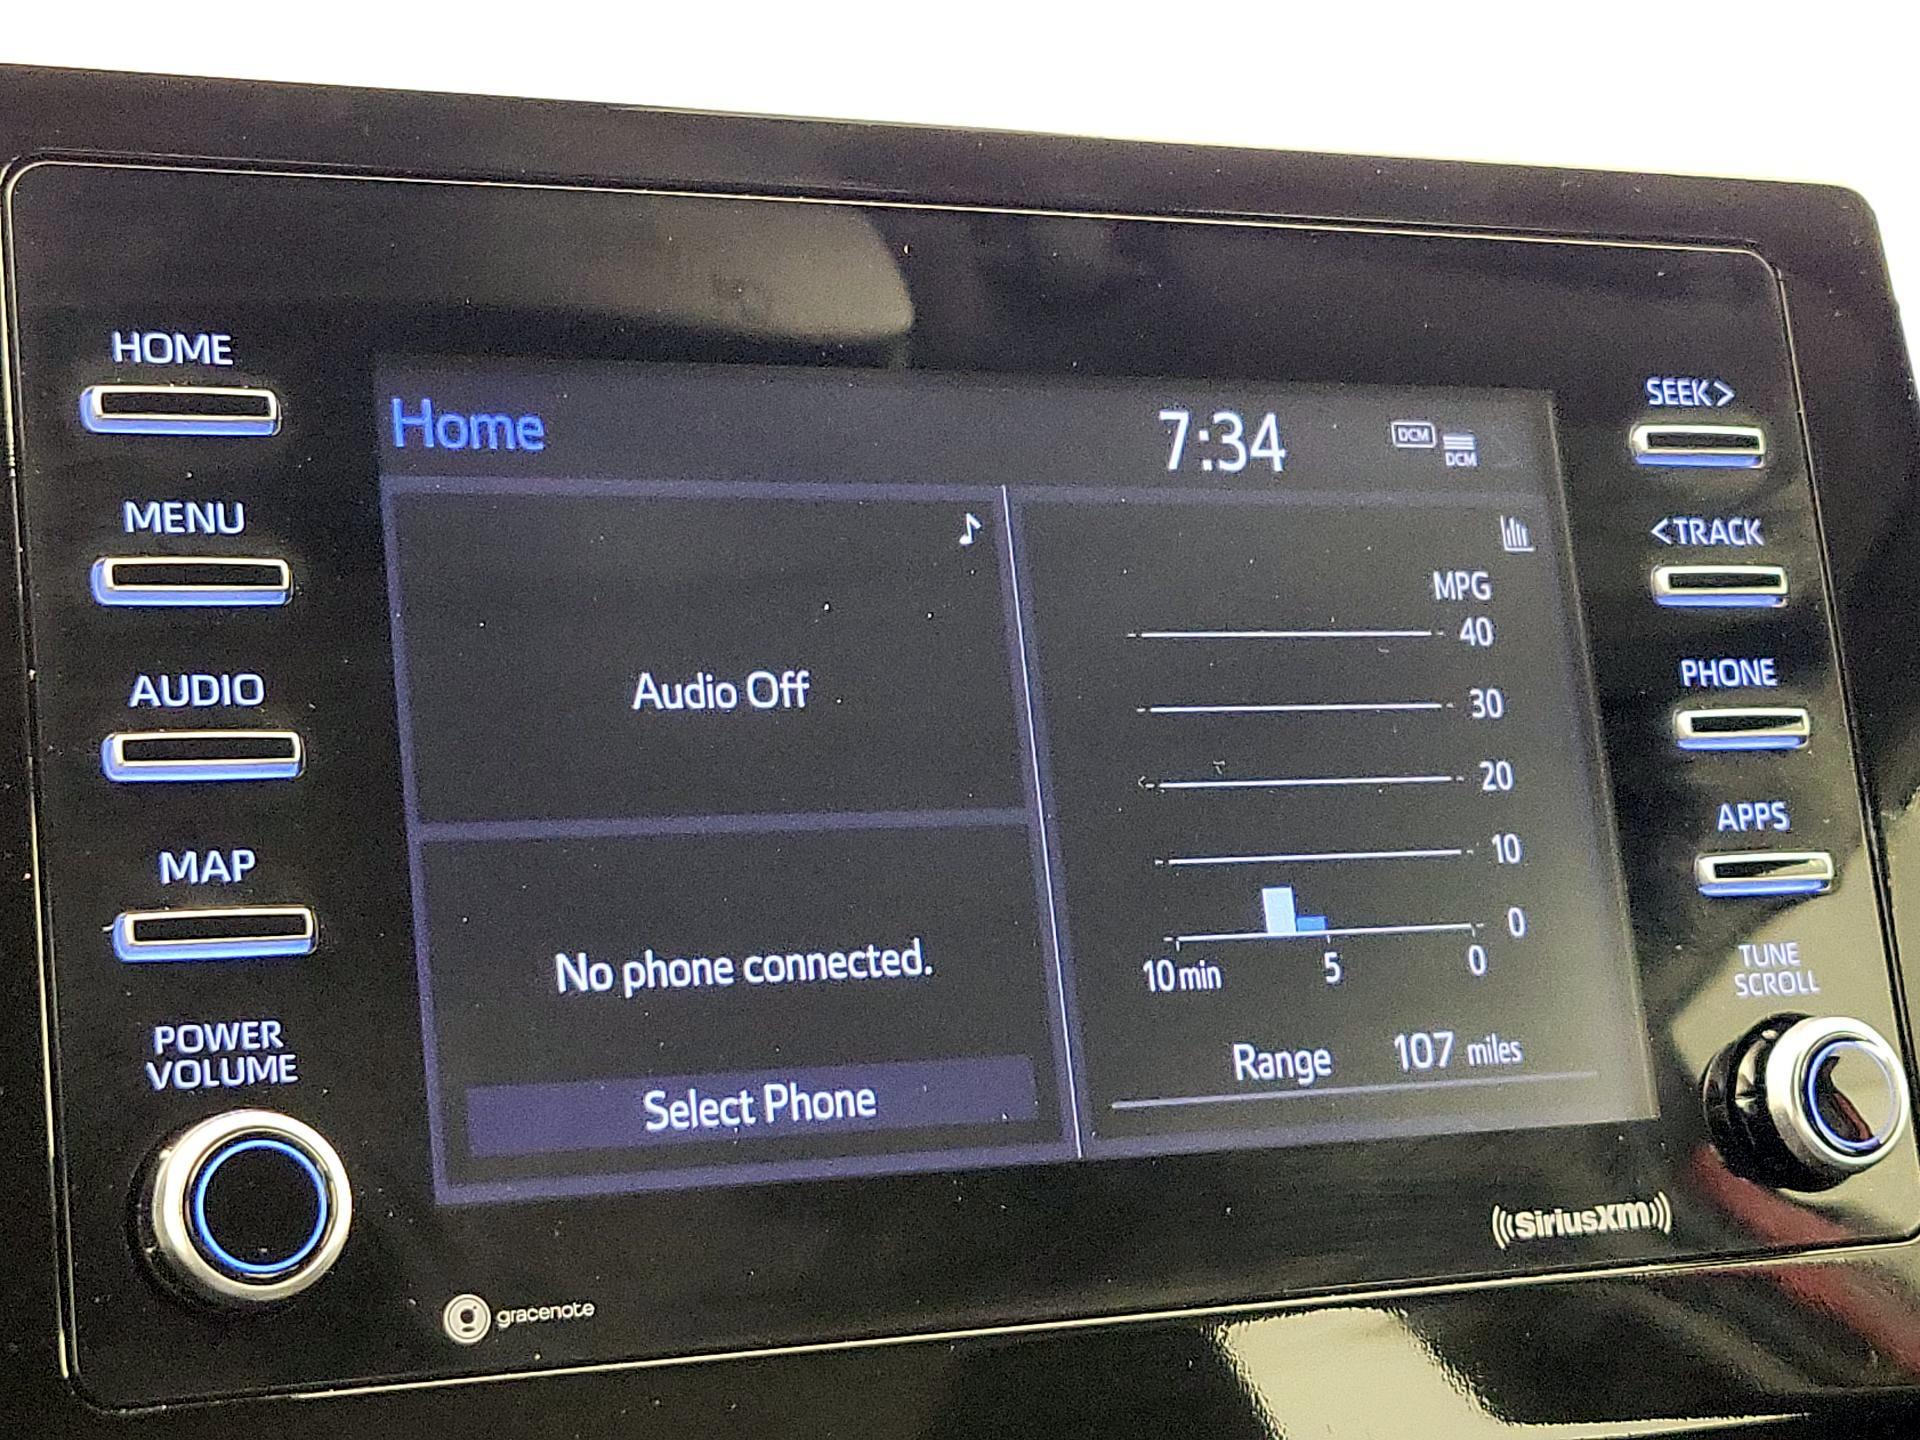 HOME
MENU
AUDIO
MAP
POWER
VOLUME
Home
7:34
DCM
DCM
Audio Off
No phone connected.
Select Phone
MPG
40
30
20
10
0
10 min 5 0
Range 107 miles
SEEK>
<TRACK
PHONE
APPS
TUNE
SCROLL
gracenote
((SiriusXM))